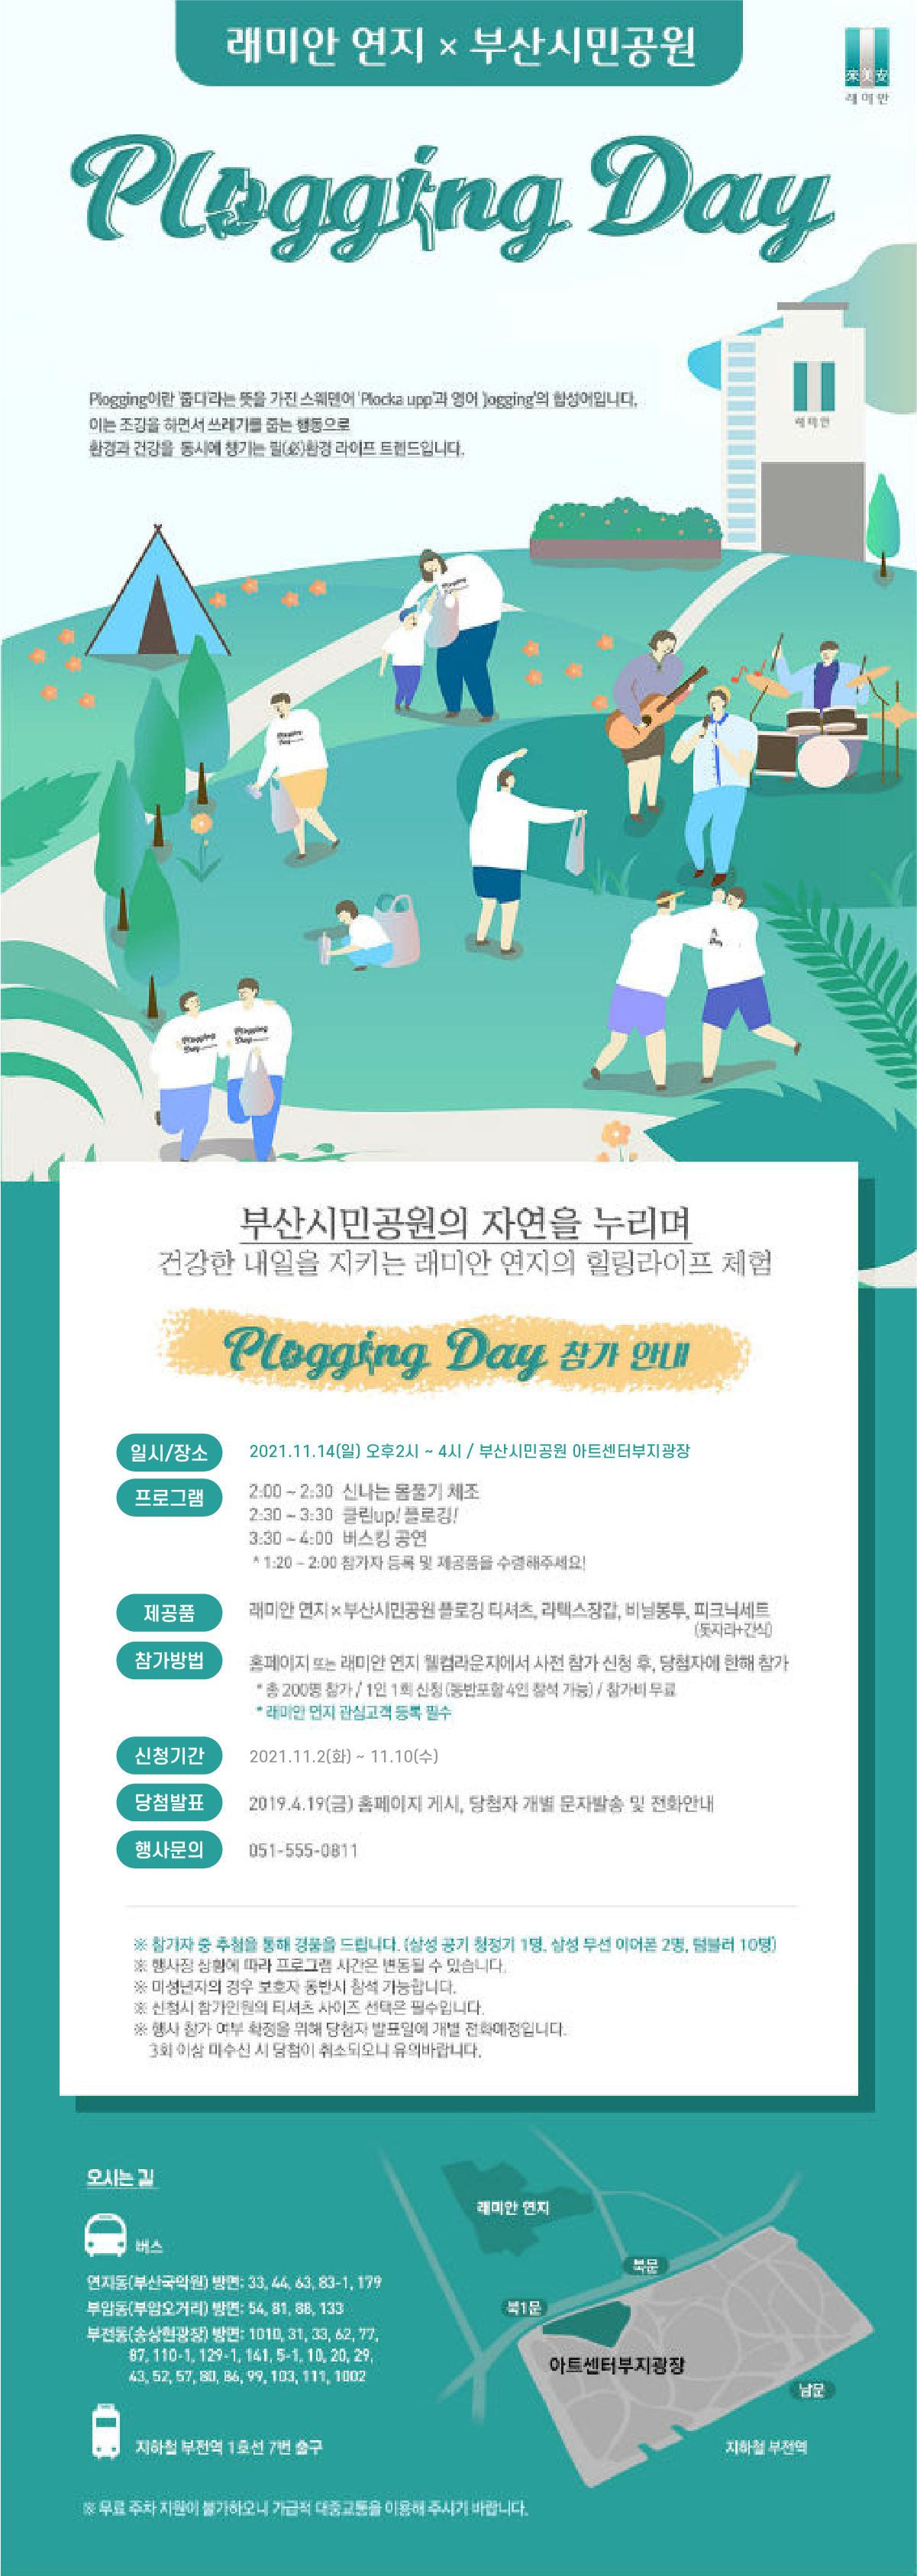 래미안 연지 × 부산시민공원
萊美安
래미안
Plogging Day
Plogging이란 '줍다'라는 뜻을 가진 스웨덴어 'Plocka upp'과 영어 'Jogging'의 합성어입니다.
이는 조깅을 하면서 쓰레기를 줍는 행동으로
환경과 건강을 동시에 챙기는 필(必)환경 라이프 트렌드입니다.
래미안
Plogging
Plogging
Day
Plogging
Day
Plogging
Day
부산시민공원의 자연을 누리며
건강한 내일을 지키는 래미안 연지의 힐링라이프 체험
Plogging Day 참가 안내
일시/장소 2021.11.14(일) 오후2시 ~ 4시 / 부산시민공원 아트센터부지광장
프로그램 2:00 ~ 2:30 신나는 몸풀기 체조
2:30 ~ 3:30 클린up! 플로깅!
3:30 ~ 4:00 버스킹 공연
* 1:20 ~ 2:00 참가자 등록 및 제공품을 수령해주세요!
제공품 래미안 연지×부산시민공원 플로깅 티셔츠, 라텍스장갑, 비닐봉투, 피크닉세트
(돗자리+간식)
참가방법 홈페이지 또는 래미안 연지 웰컴라운지에서 사전 참가 신청 후, 당첨자에 한해 참가
* 총 200명 참가 / 1인 1회 신청 (동반포함 4인 참석 가능) / 참가비 무료
* 래미안 연지 관심고객 등록 필수
신청기간 2021.11.2(화) ~ 11.10(수)
당첨발표 2019.4.19(금) 홈페이지 게시, 당첨자 개별 문자발송 및 전화안내
행사문의 051-555-0811
※ 참가자 중 추첨을 통해 경품을 드립니다. (삼성 공기 청정기 1명, 삼성 무선 이어폰 2명, 텀블러 10명)
※ 행사장 상황에 따라 프로그램 시간은 변동될 수 있습니다.
※ 미성년자의 경우 보호자 동반시 참석 가능합니다.
※ 신청시 참가인원의 티셔츠 사이즈 선택은 필수입니다.
※ 행사 참가 여부 확정을 위해 당첨자 발표일에 개별 전화예정입니다.
3회 이상 미수신 시 당첨이 취소되오니 유의바랍니다.
오시는 길
버스
연지동(부산국악원) 방면: 33, 44, 63, 83-1, 179
부암동(부암오거리) 방면: 54, 81, 88, 133
부전동(송상현광장) 방면: 1010, 31, 33, 62, 77,
87, 110-1, 129-1, 141, 5-1, 10, 20, 29,
43, 52, 57, 80, 86, 99, 103, 111, 1002
지하철 부전역 1호선 7번 출구
래미안 연지
북문
북1문
아트센터부지광장
남문
지하철 부전역
※ 무료 주차 지원이 불가하오니 가급적 대중교통을 이용해 주시기 바랍니다.